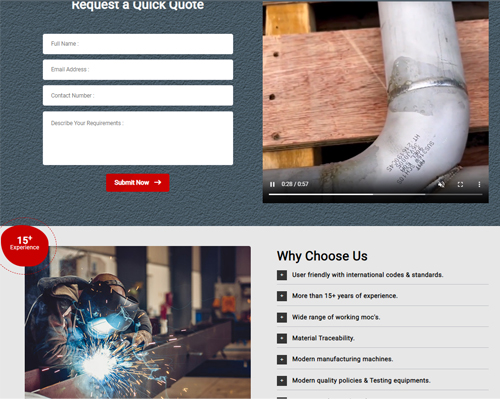 Request a Quick Quote
Full Name :
Email Address :
Contact Number :
Describe Your Requirements :
Submit Now
0:28 / 0:57
15+
Experience
Why Choose Us
User friendly with international codes & standards.
More than 15+ years of experience.
Wide range of working moc's.
Material Traceability.
Modern manufacturing machines.
Modern quality policies & Testing equipments.